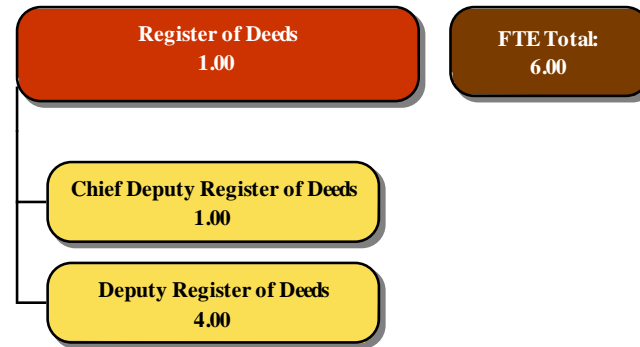 Register of Deeds
1.00
FTE Total:
6.00
Chief Deputy Register of Deeds
1.00
Deputy Register of Deeds
4.00